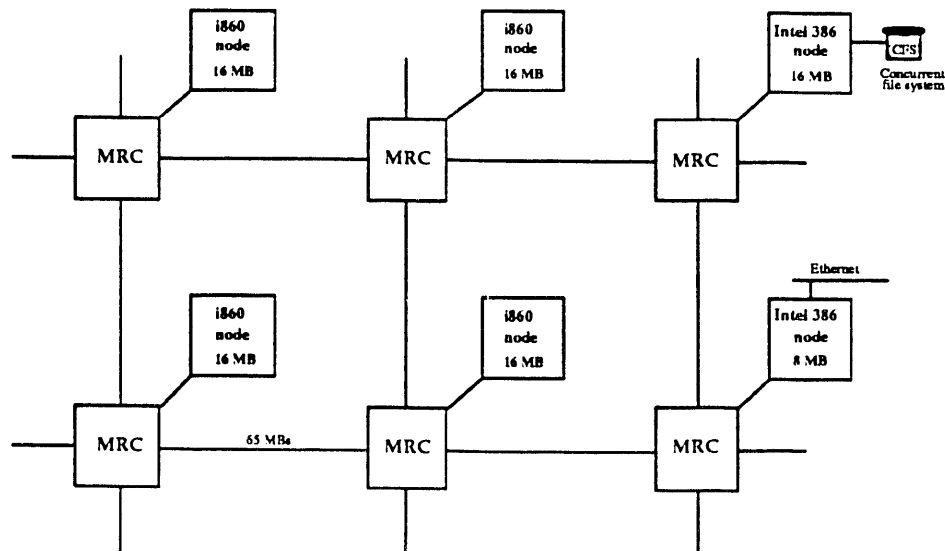 i860
node
16 MB
i860
node
16 MB
Intel 386
node
16 MB
CFS
Concurrent
file system
MRC
MRC
MRC
Ethernet
i860
node
16 MB
i860
node
16 MB
Intel 386
node
8 MB
MRC
65 MBs
MRC
MRC